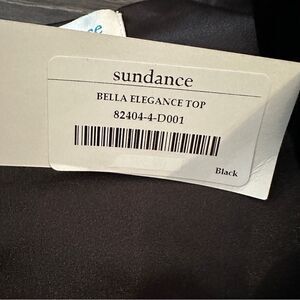 sundance
BELLA ELEGANCE TOP
82404-4-D001
Black